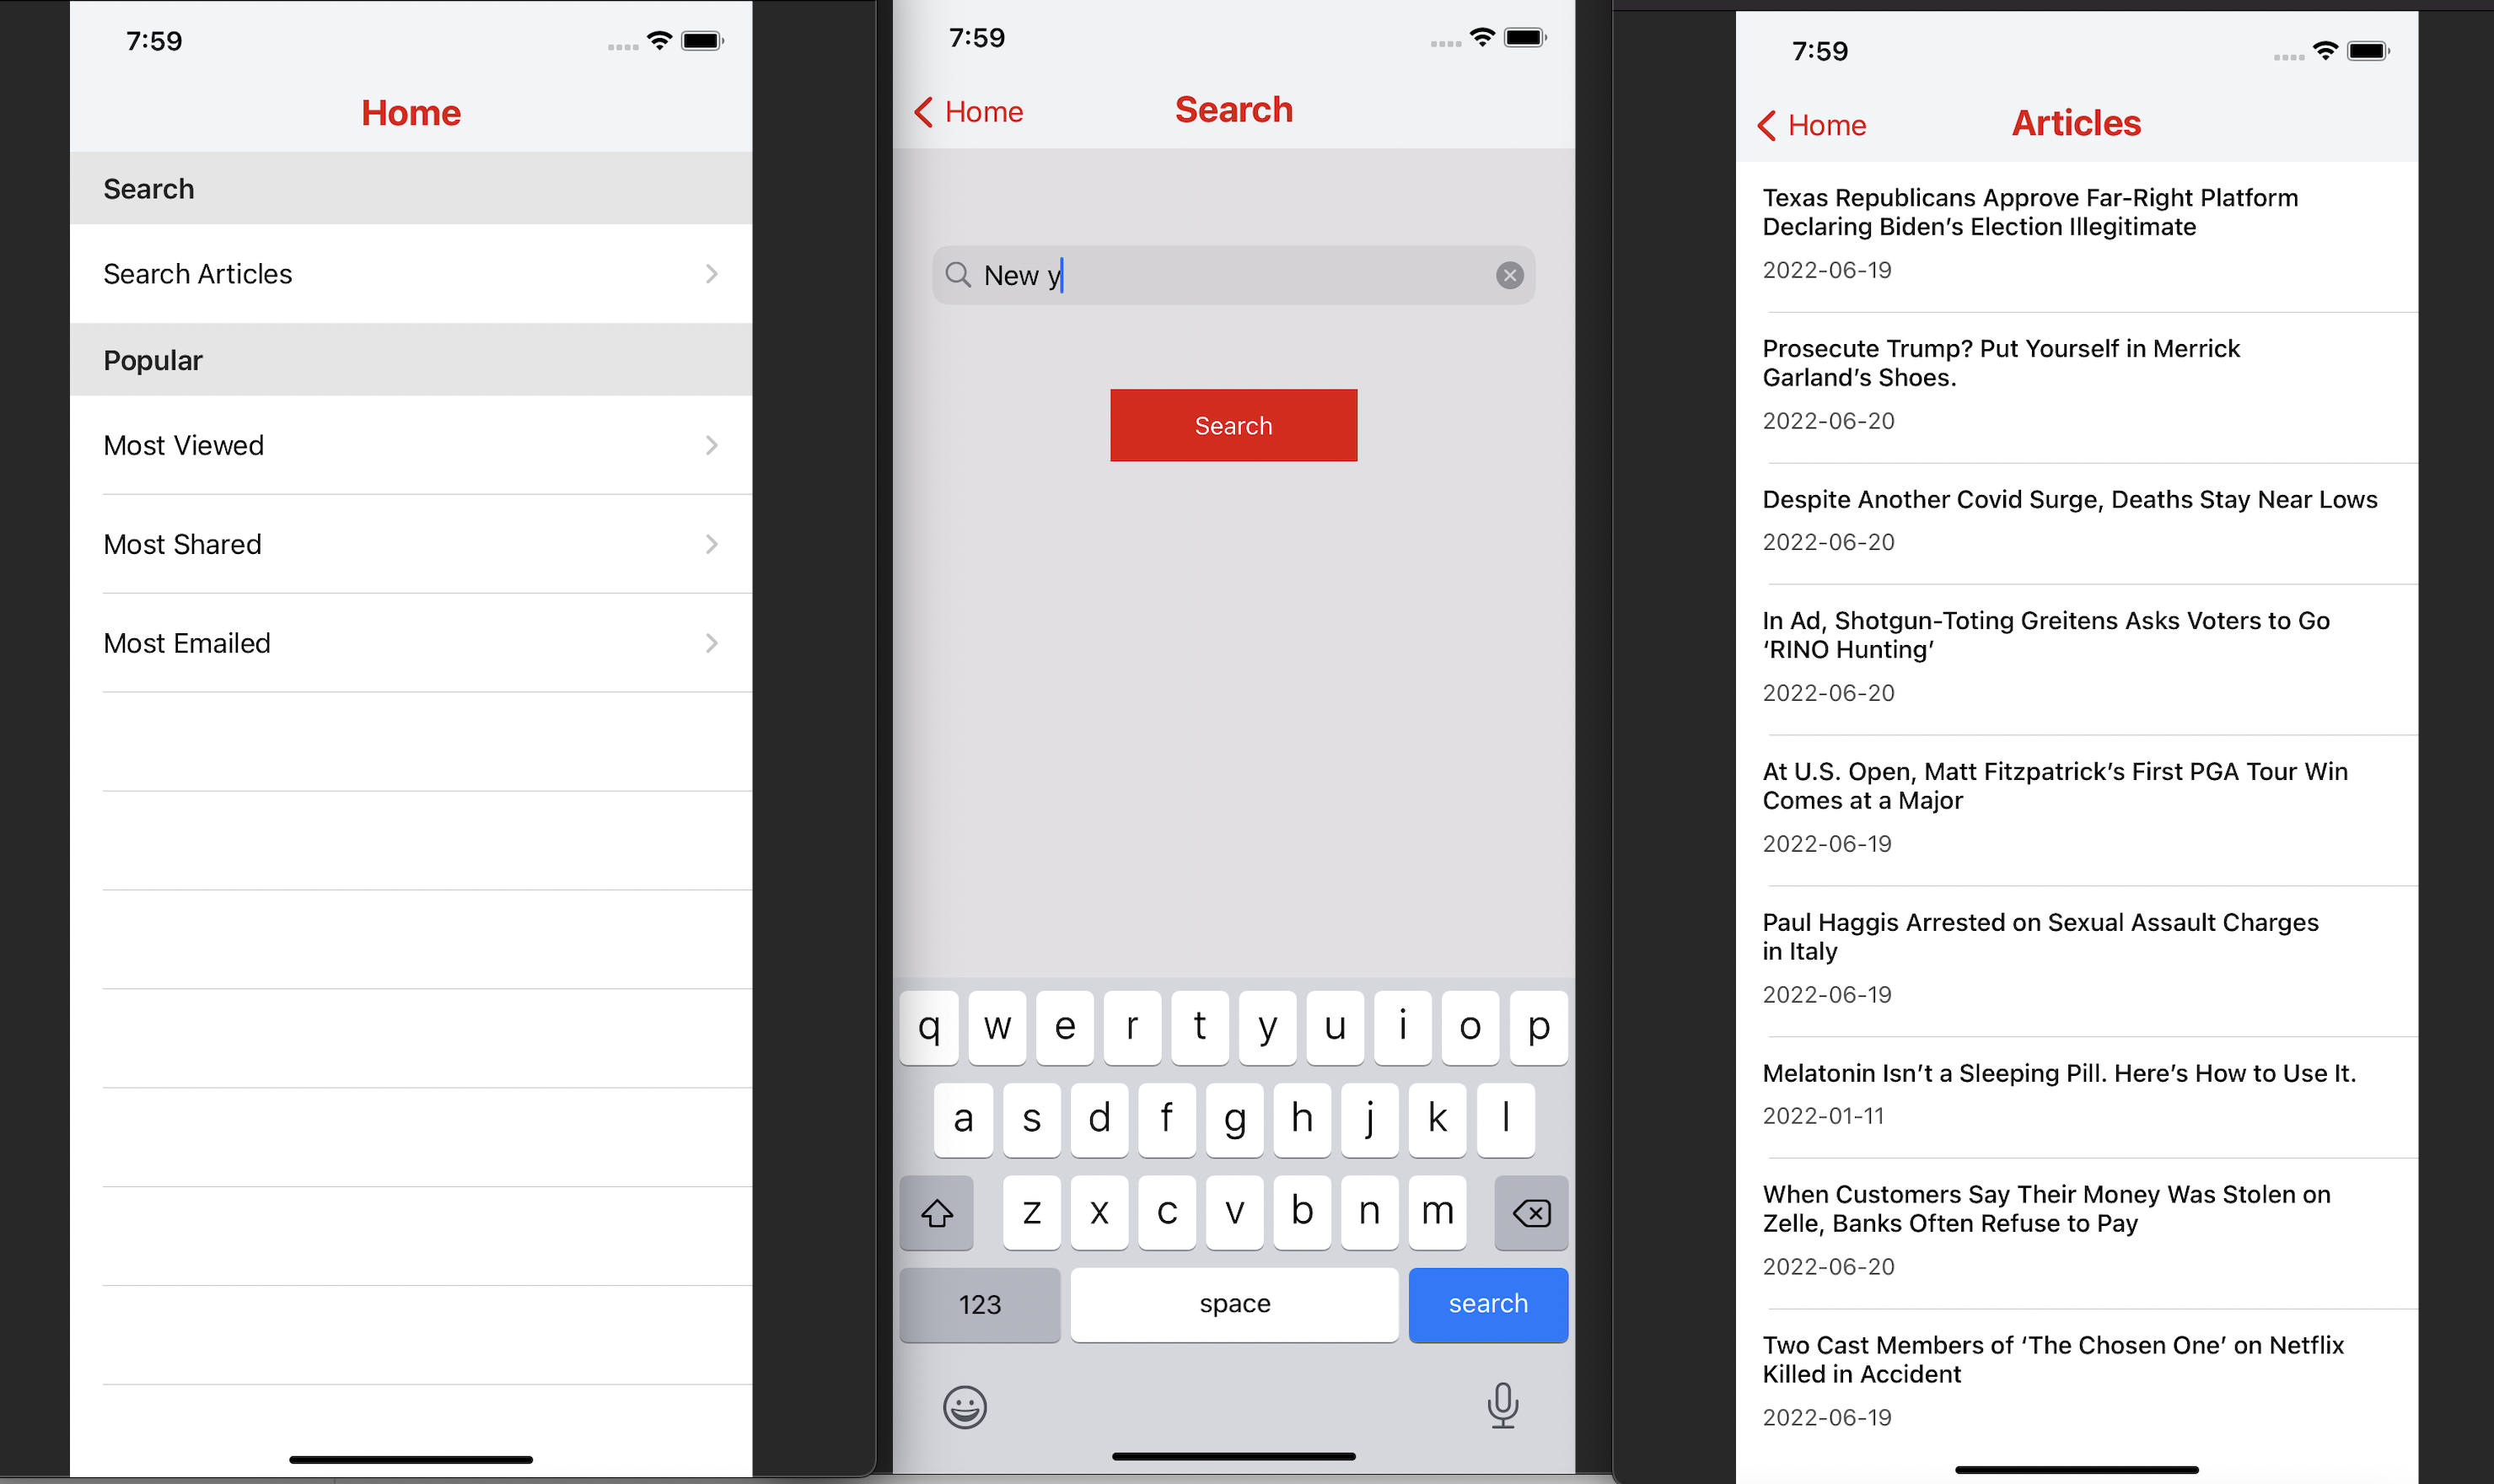 7:59
Home
Search
Search Articles
Popular
Most Viewed
Most Shared
Most Emailed
7:59
Home
Search
New y
Search
q w e r t y u i o p
a s d f g h j k l
z x c v b n m
123 space search
7:59
Home
Articles
Texas Republicans Approve Far-Right Platform
Declaring Biden’s Election Illegitimate
2022-06-19
Prosecute Trump? Put Yourself in Merrick
Garland’s Shoes.
2022-06-20
Despite Another Covid Surge, Deaths Stay Near Lows
2022-06-20
In Ad, Shotgun-Toting Greitens Asks Voters to Go
‘RINO Hunting’
2022-06-20
At U.S. Open, Matt Fitzpatrick’s First PGA Tour Win
Comes at a Major
2022-06-19
Paul Haggis Arrested on Sexual Assault Charges
in Italy
2022-06-19
Melatonin Isn’t a Sleeping Pill. Here’s How to Use It.
2022-01-11
When Customers Say Their Money Was Stolen on
Zelle, Banks Often Refuse to Pay
2022-06-20
Two Cast Members of ‘The Chosen One’ on Netflix
Killed in Accident
2022-06-19